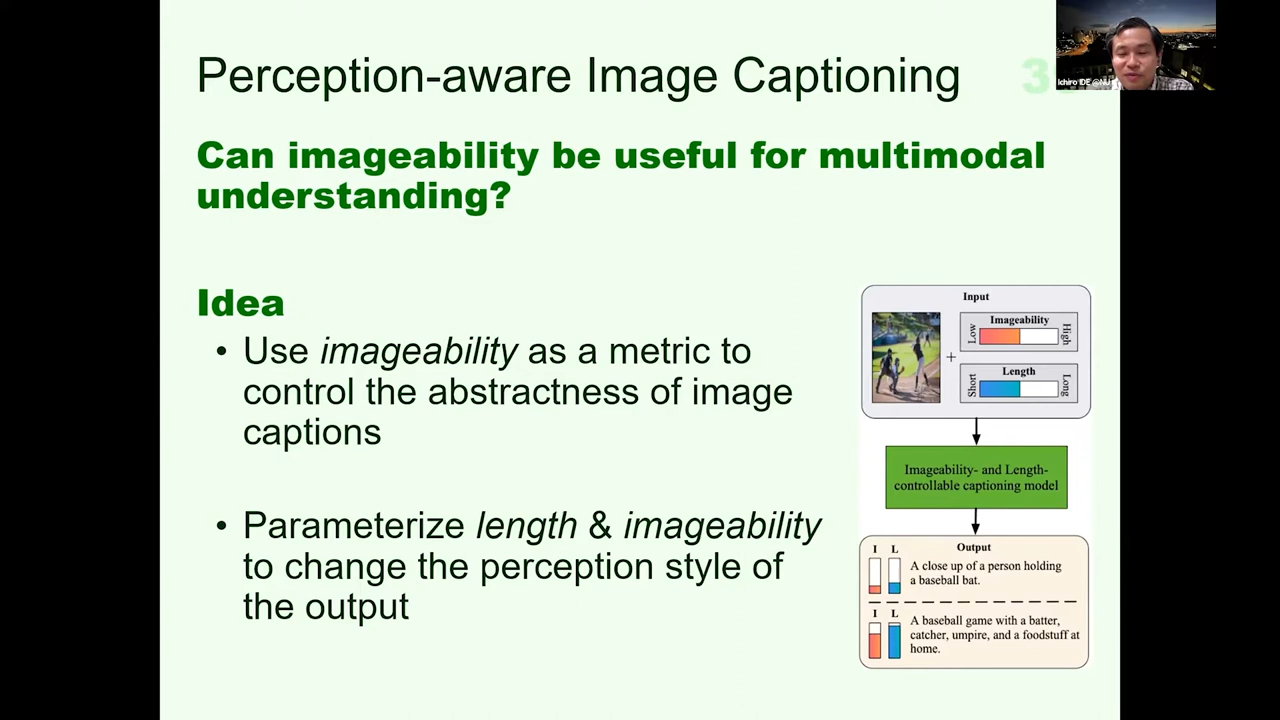 Perception-aware Image Captioning
Ichiro IDE @NU
Can imageability be useful for multimodal
understanding?
Idea
• Use imageability as a metric to
control the abstractness of image
captions
• Parameterize length & imageability
to change the perception style of
the output
Input
Imageability
Low
High
+
Length
Short
Long
Imageability- and Length-
controllable captioning model
Output
I L
A close up of a person holding
a baseball bat.
I L
A baseball game with a batter,
catcher, umpire, and a foodstuff at
home.